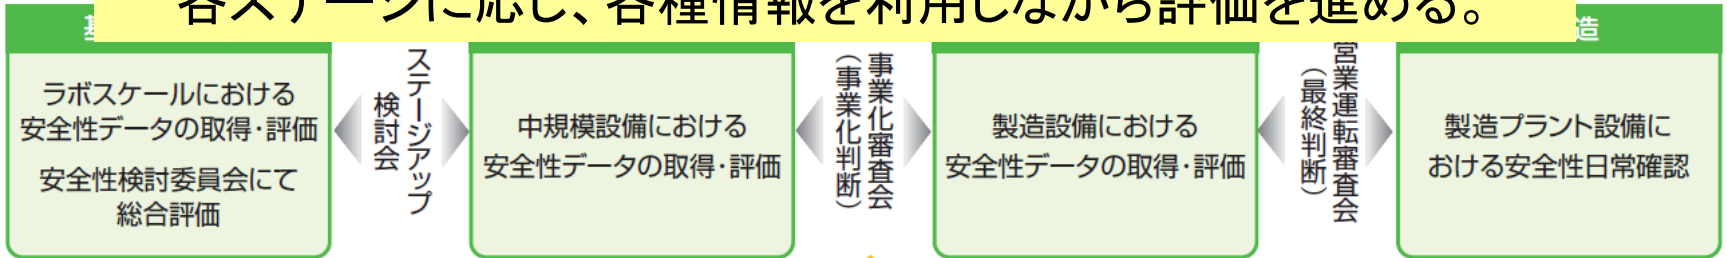 各ステージに応じ、各種情報を利用しながら評価を進める。
基
造
ラボスケールにおける
安全性データの取得・評価
安全性検討委員会にて
総合評価
ステージアップ
検討会
中規模設備における
安全性データの取得・評価
事業化審査会
（事業化判断）
製造設備における
安全性データの取得・評価
営業運転審査会
（最終判断）
製造プラント設備に
おける安全性日常確認